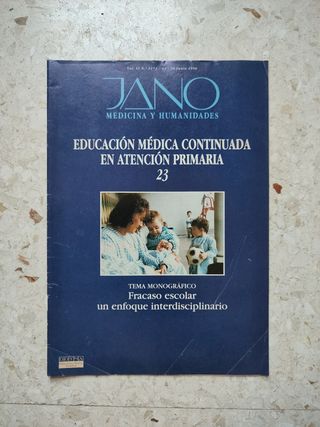 JANO
MEDICINA Y HUMANIDADES
EDUCACIÓN MÉDICA CONTINUADA
EN ATENCIÓN PRIMARIA
23
TEMA MONOGRÁFICO
Fracaso escolar
un enfoque interdisciplinario